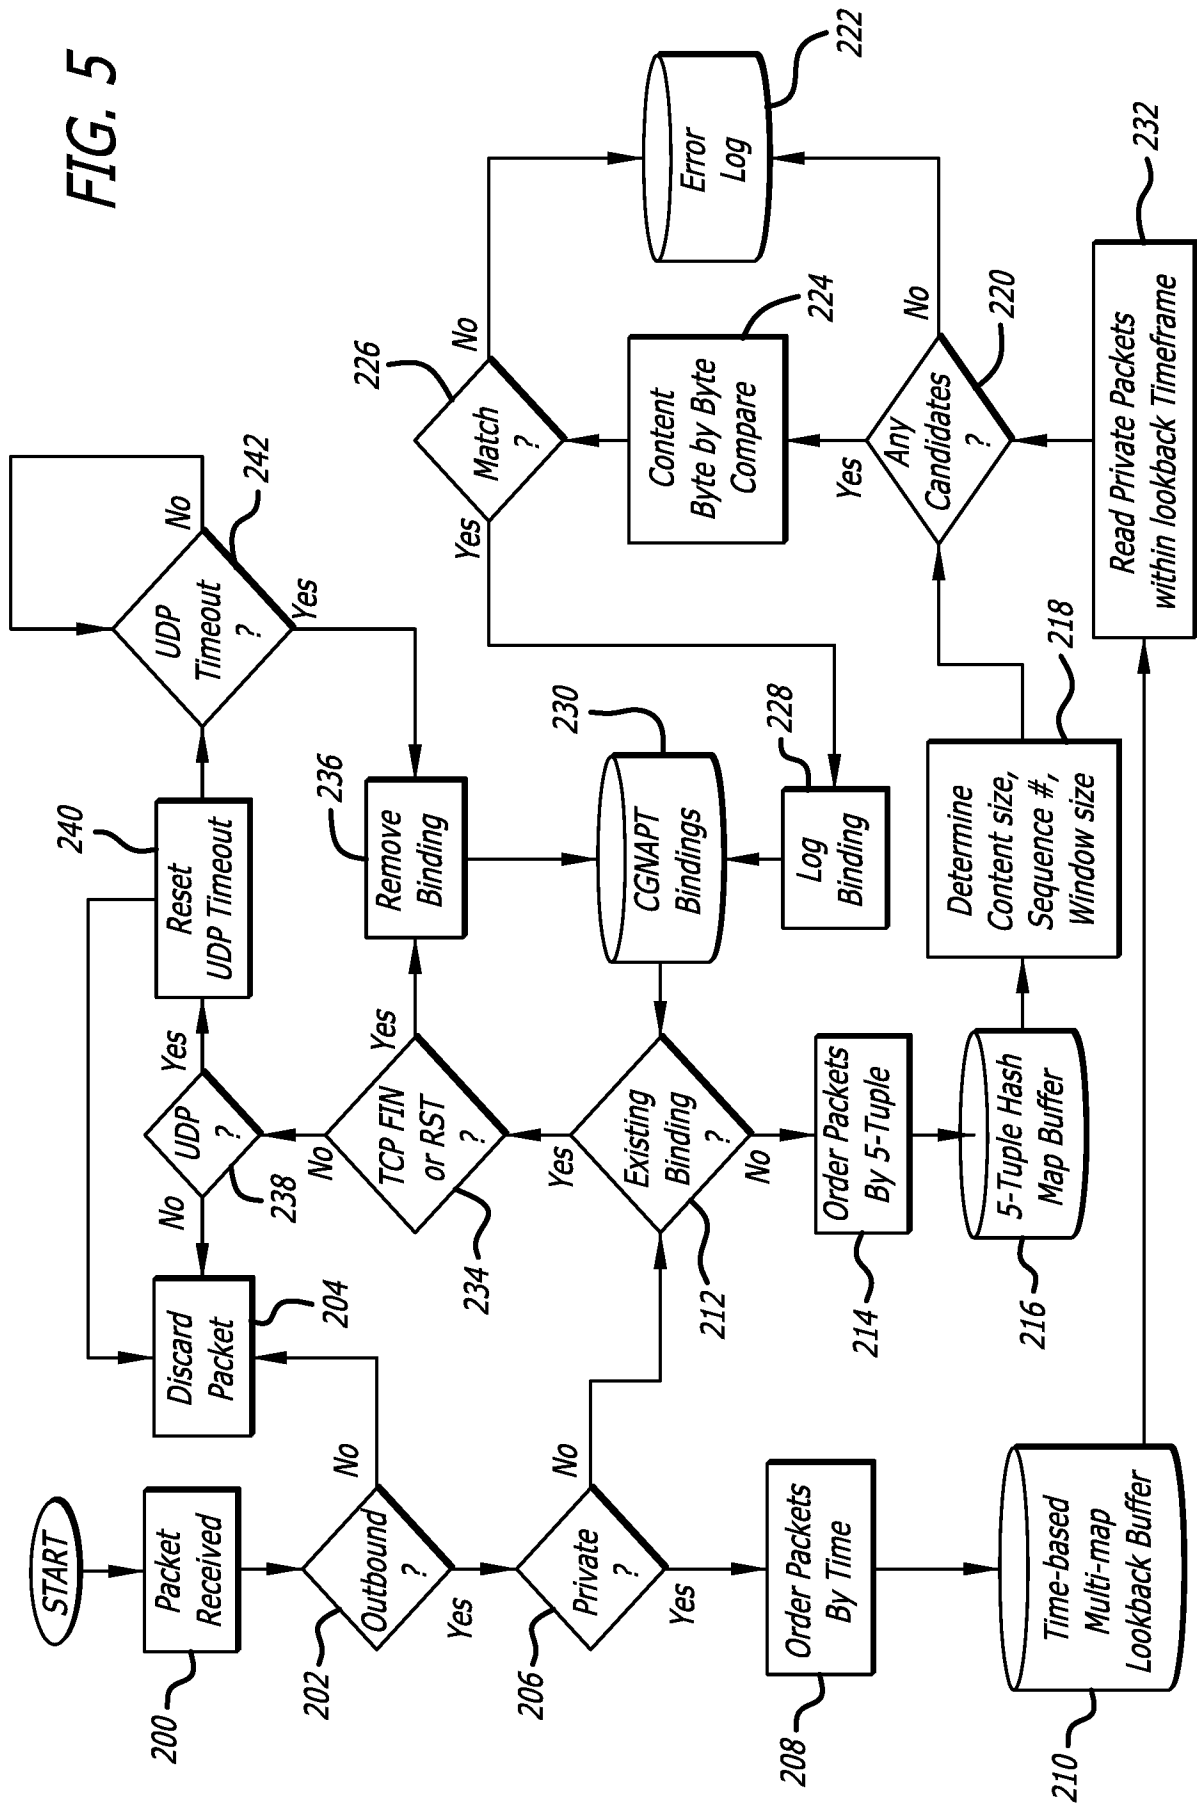 FIG. 5
START
Packet
Received
200
Outbound
?
202
No
Yes
Discard
Packet
204
Private
?
206
No
Yes
Order Packets
By Time
208
Time-based
Multi-map
Lookback Buffer
210
UDP
?
238
No
Yes
TCP FIN
or RST
?
234
No
Yes
Existing
Binding
?
212
Yes
No
Order Packets
By 5-Tuple
214
5-Tuple Hash
Map Buffer
216
Reset
UDP Timeout
240
Remove
Binding
236
CGNAPT
Bindings
230
Log
Binding
228
Determine
Content size,
Sequence #,
Window size
218
UDP
Timeout
?
242
No
Yes
Match
?
226
Yes
No
Content
Byte by Byte
Compare
224
Any
Candidates
?
220
Yes
No
Read Private Packets
within lookback Timeframe
232
Error
Log
222